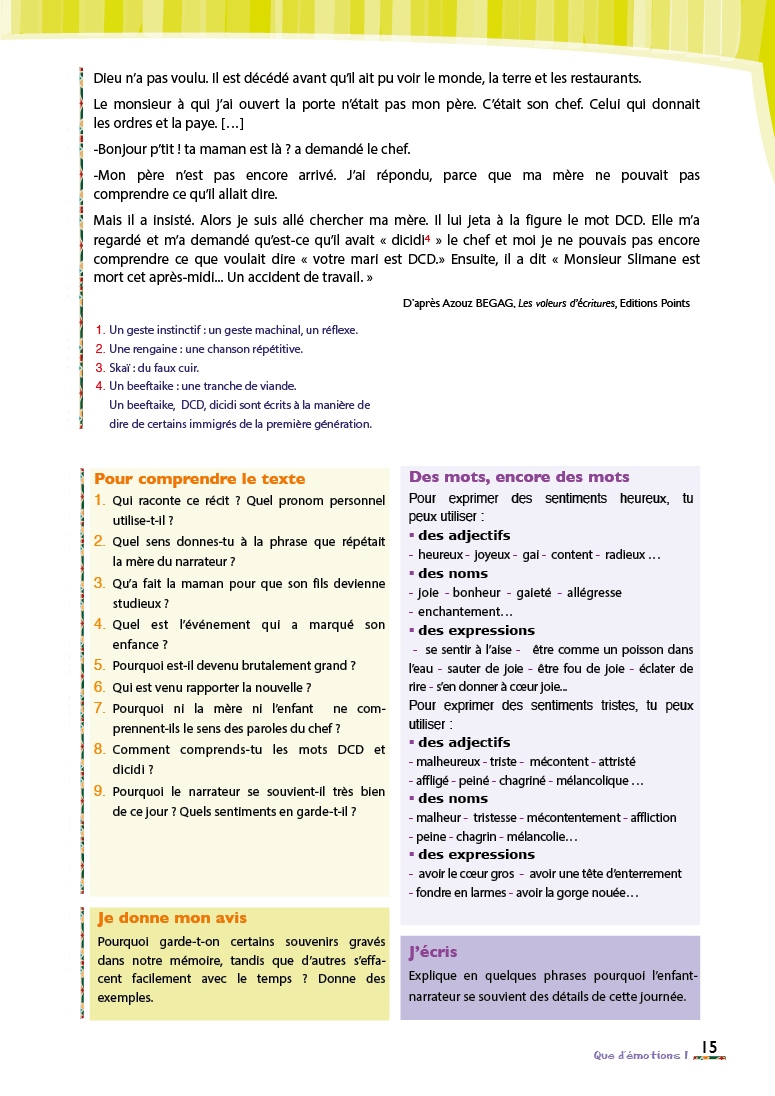 Dieu n'a pas voulu. Il est décédé avant qu'il ait pu voir le monde, la terre et les restaurants.
Le monsieur à qui j'ai ouvert la porte n'était pas mon père. C'était son chef. Celui qui donnait
les ordres et la paye. […]
-Bonjour p'tit ! ta maman est là ? a demandé le chef.
-Mon père n'est pas encore arrivé. J'ai répondu, parce que ma mère ne pouvait pas
comprendre ce qu'il allait dire.
Mais il a insisté. Alors je suis allé chercher ma mère. Il lui jeta à la figure le mot DCD. Elle m'a
regardé et m'a demandé qu'est-ce qu'il avait « dicidi⁴ » le chef et moi je ne pouvais pas encore
comprendre ce que voulait dire « votre mari est DCD.» Ensuite, il a dit « Monsieur Slimane est
mort cet après-midi... Un accident de travail. »
D'après Azouz BEGAG, Les voleurs d'écritures, Editions Points
1. Un geste instinctif : un geste machinal, un réflexe.
2. Une rengaine : une chanson répétitive.
3. Skaï : du faux cuir.
4. Un beeftaike : une tranche de viande.
Un beeftaike, DCD, dicidi sont écrits à la manière de
dire de certains immigrés de la première génération.
Pour comprendre le texte
1. Qui raconte ce récit ? Quel pronom personnel
utilise-t-il ?
2. Quel sens donnes-tu à la phrase que répétait
la mère du narrateur ?
3. Qu'a fait la maman pour que son fils devienne
studieux ?
4. Quel est l'événement qui a marqué son
enfance ?
5. Pourquoi est-il devenu brutalement grand ?
6. Qui est venu rapporter la nouvelle ?
7. Pourquoi ni la mère ni l'enfant ne com-
prennent-ils le sens des paroles du chef ?
8. Comment comprends-tu les mots DCD et
dicidi ?
9. Pourquoi le narrateur se souvient-il très bien
de ce jour ? Quels sentiments en garde-t-il ?
Je donne mon avis
Pourquoi garde-t-on certains souvenirs gravés
dans notre mémoire, tandis que d'autres s'effa-
cent facilement avec le temps ? Donne des
exemples.
Des mots, encore des mots
Pour exprimer des sentiments heureux, tu
peux utiliser :
▪ des adjectifs
- heureux - joyeux - gai - content - radieux …
▪ des noms
- joie - bonheur - gaieté - allégresse
- enchantement…
▪ des expressions
- se sentir à l'aise - être comme un poisson dans
l'eau - sauter de joie - être fou de joie - éclater de
rire - s'en donner à cœur joie...
Pour exprimer des sentiments tristes, tu peux
utiliser :
▪ des adjectifs
- malheureux - triste - mécontent - attristé
- affligé - peiné - chagriné - mélancolique …
▪ des noms
- malheur - tristesse - mécontentement - affliction
- peine - chagrin - mélancolie…
▪ des expressions
- avoir le cœur gros - avoir une tête d'enterrement
- fondre en larmes - avoir la gorge nouée…
J'écris
Explique en quelques phrases pourquoi l'enfant-
narrateur se souvient des détails de cette journée.
Que d'émotions ! 15